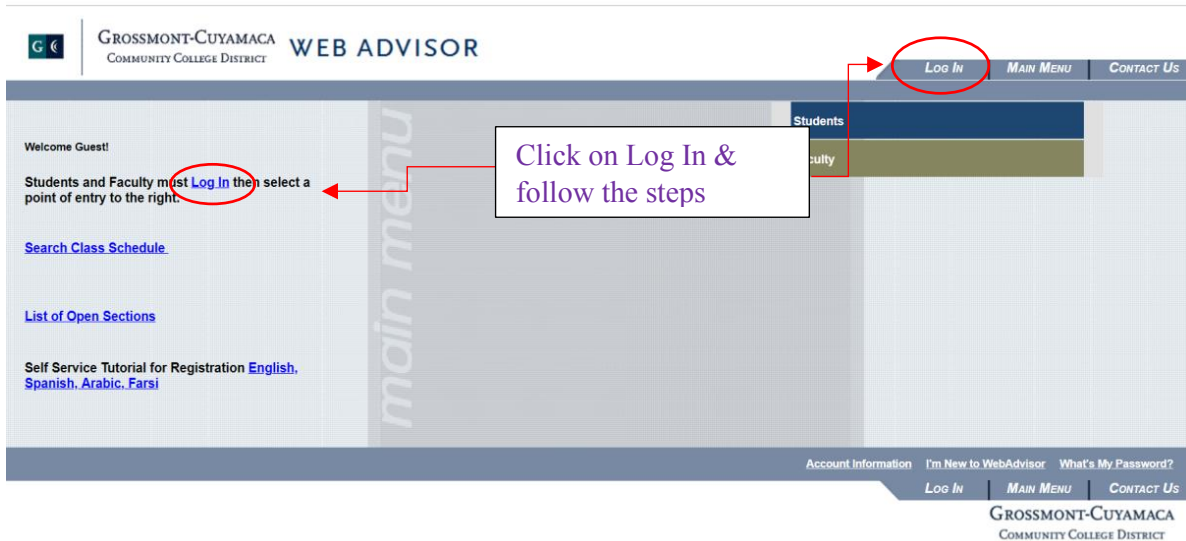 G C
GROSSMONT-CUYAMACA
COMMUNITY COLLEGE DISTRICT
WEB ADVISOR
LOG IN MAIN MENU CONTACT US
Welcome Guest!
Students and Faculty must Log In then select a
point of entry to the right.
Search Class Schedule
List of Open Sections
Self Service Tutorial for Registration English,
Spanish, Arabic, Farsi
main menu
Click on Log In &
follow the steps
Students
culty
Account Information I'm New to WebAdvisor What's My Password?
LOG IN MAIN MENU CONTACT US
GROSSMONT-CUYAMACA
COMMUNITY COLLEGE DISTRICT